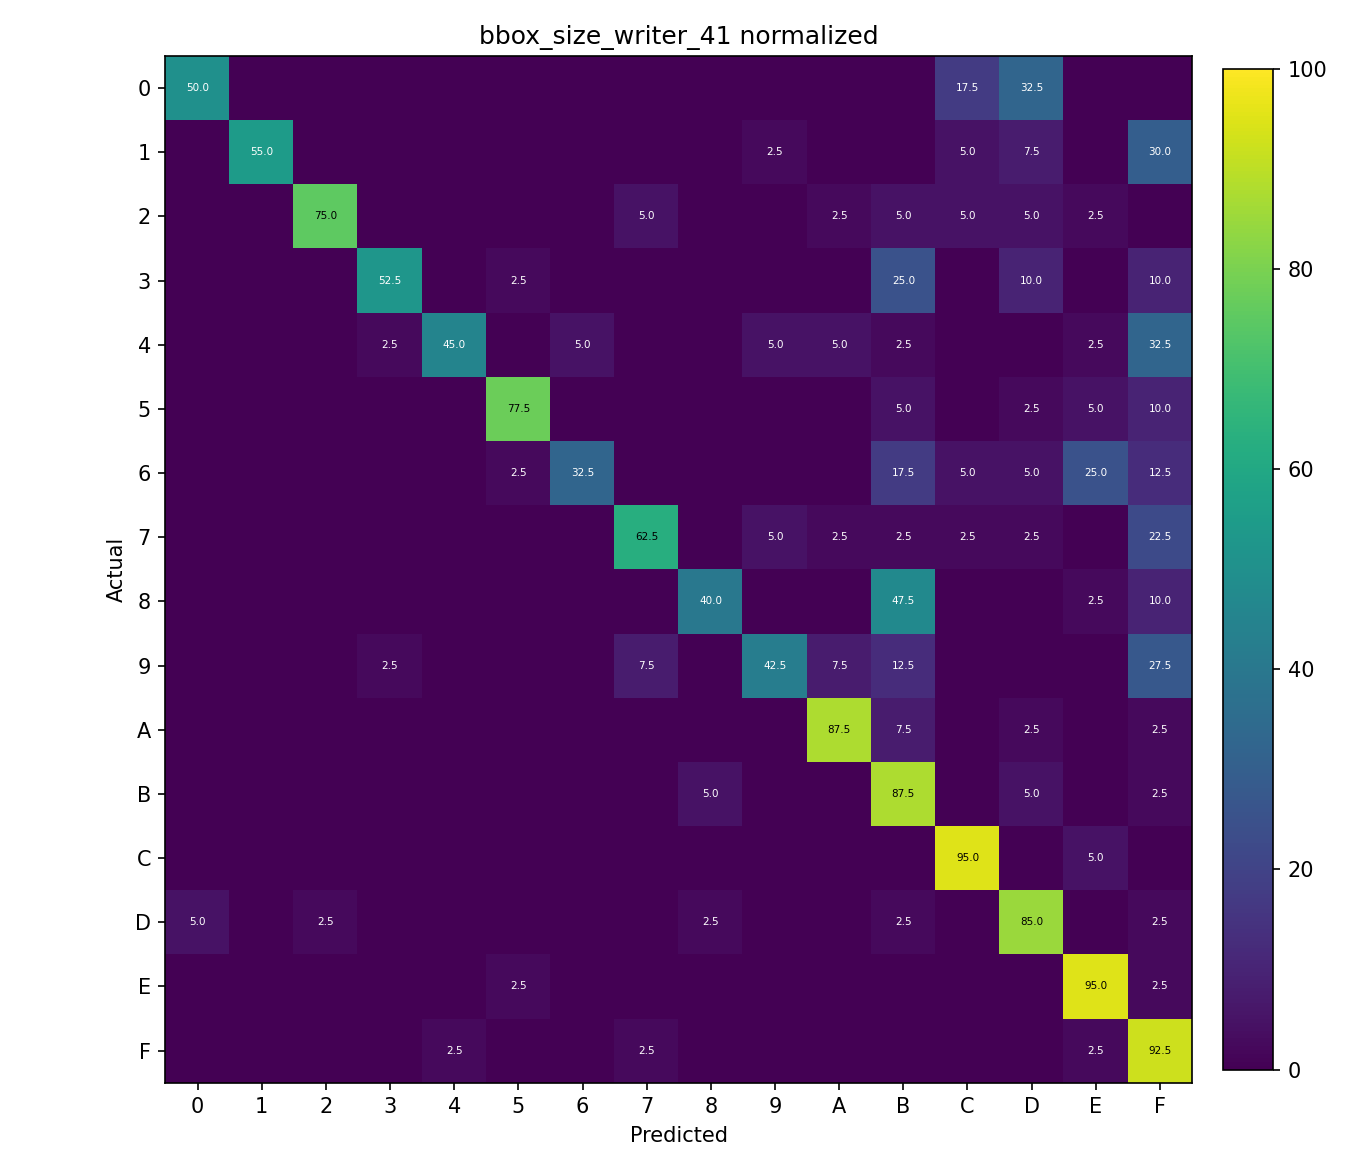 bbox_size_writer_41 normalized
0 50.0 17.5 32.5
1 55.0 2.5 5.0 7.5 30.0
2 75.0 5.0 2.5 5.0 5.0 5.0 2.5
3 52.5 2.5 25.0 10.0 10.0
4 2.5 45.0 5.0 5.0 5.0 2.5 2.5 32.5
5 77.5 5.0 2.5 5.0 10.0
6 2.5 32.5 17.5 5.0 5.0 25.0 12.5
7 62.5 5.0 2.5 2.5 2.5 2.5 22.5
8 40.0 47.5 2.5 10.0
9 2.5 7.5 42.5 7.5 12.5 27.5
A 87.5 7.5 2.5 2.5
B 5.0 87.5 5.0 2.5
C 95.0 5.0
D 5.0 2.5 2.5 2.5 85.0 2.5
E 2.5 95.0 2.5
F 2.5 2.5 2.5 92.5
0 1 2 3 4 5 6 7 8 9 A B C D E F
Predicted
Actual
100
80
60
40
20
0